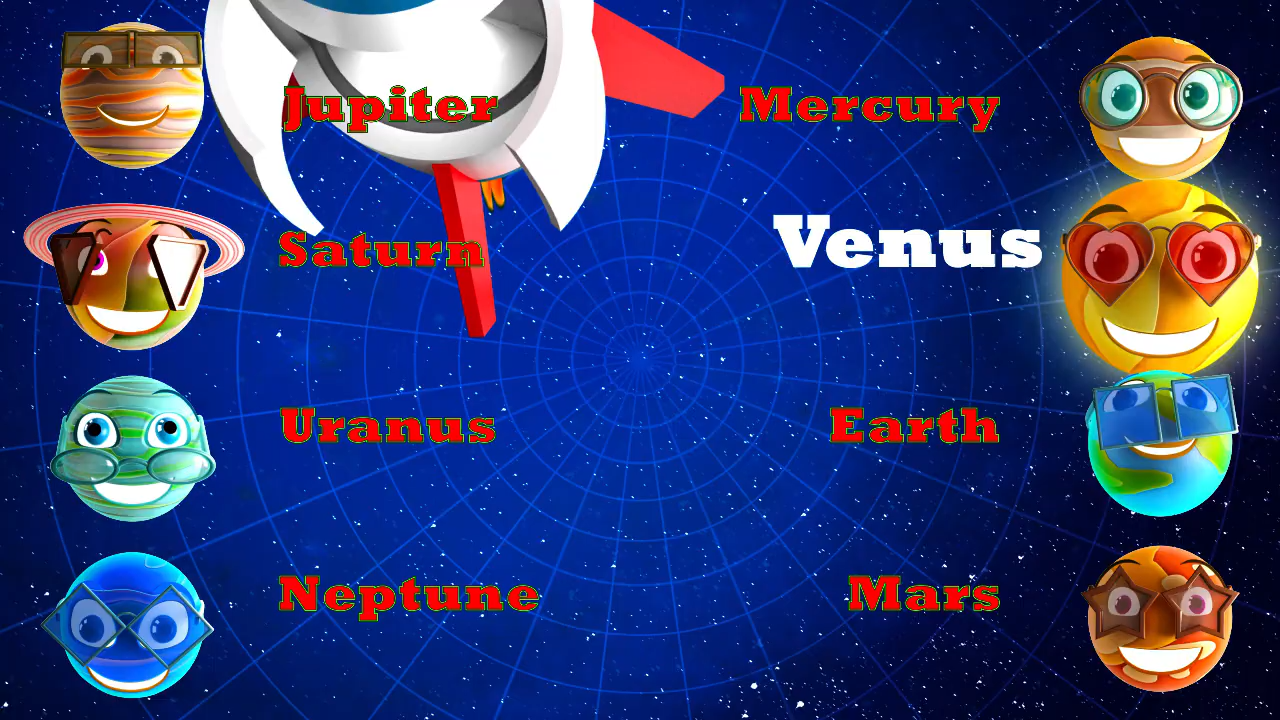 Jupiter
Mercury
Saturn
Venus
Uranus
Earth
Neptune
Mars